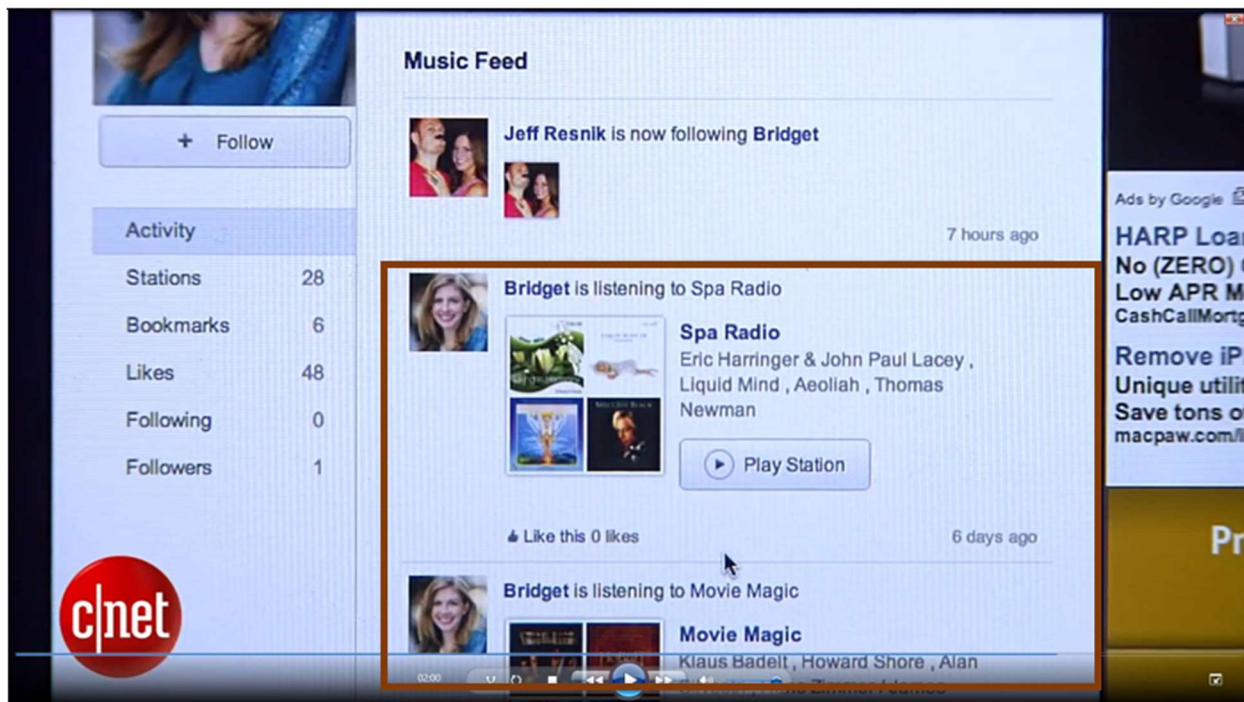 Music Feed
+ Follow
Jeff Resnik is now following Bridget
7 hours ago
Activity
Stations 28
Bookmarks 6
Likes 48
Following 0
Followers 1
Bridget is listening to Spa Radio
Spa Radio
Eric Harringer & John Paul Lacey ,
Liquid Mind , Aeoliah , Thomas
Newman
Play Station
Like this 0 likes
6 days ago
Bridget is listening to Movie Magic
Movie Magic
Klaus Badelt , Howard Shore , Alan
Zimmer
James
Ads by Google
HARP Loa
No (ZERO)
Low APR M
CashCallMortg
Remove iP
Unique utilit
Save tons o
macpaw.com/
Pr
c|net
02:00